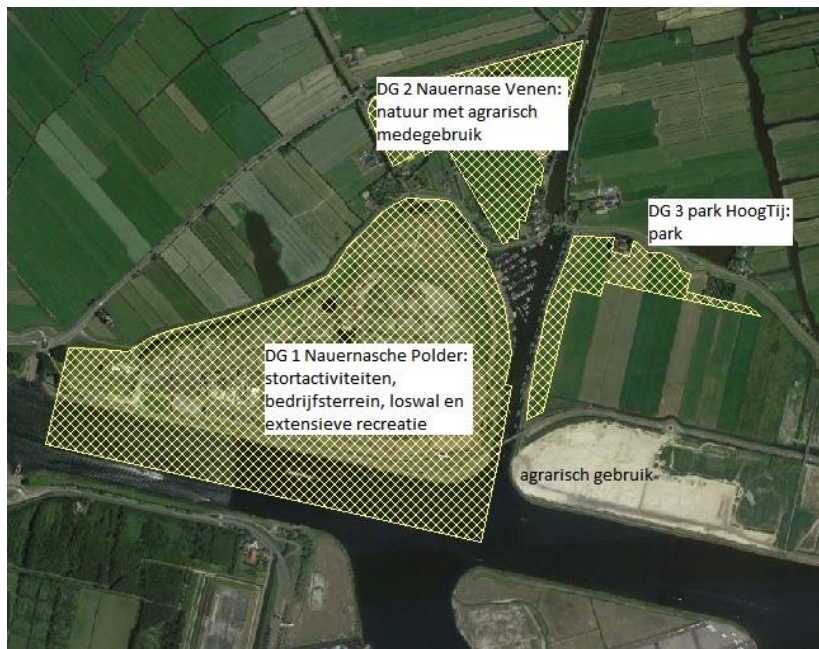 DG 2 Nauernase Venen:
natuur met agrarisch
medegebruik
DG 3 park HoogTij:
park
DG 1 Nauernasche Polder:
stortactiviteiten,
bedrijfsterrein, loswal en
extensieve recreatie
agrarisch gebruik